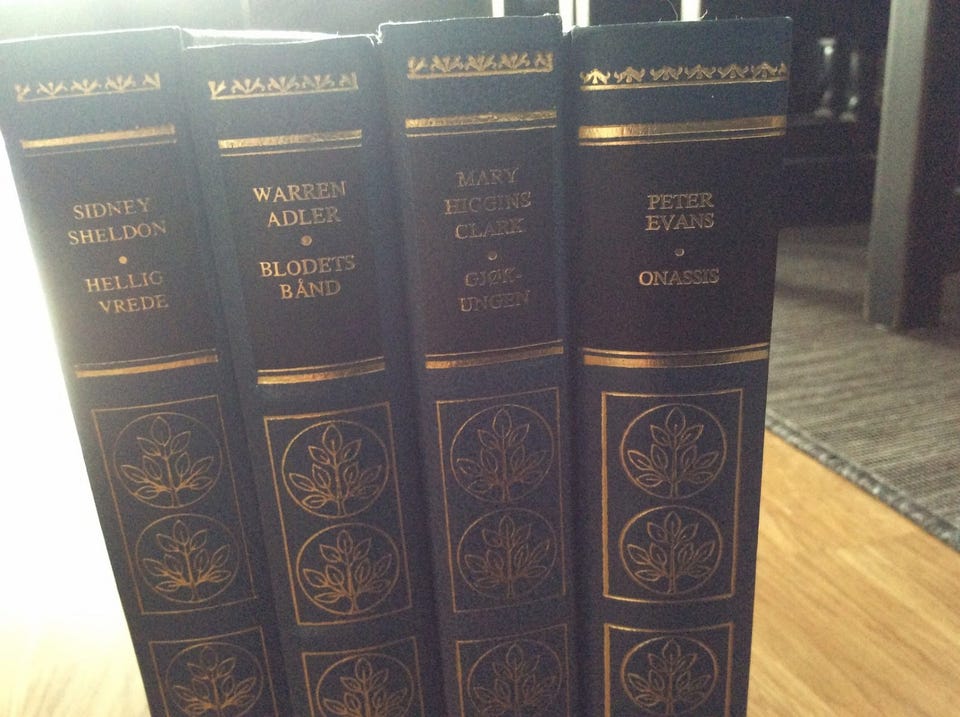 SIDNEY
SHELDON
HELLIG
VREDE
WARREN
ADLER
BLODETS
BÅND
MARY
HIGGINS
CLARK
GJØK-
UNGEN
PETER
EVANS
ONASSIS